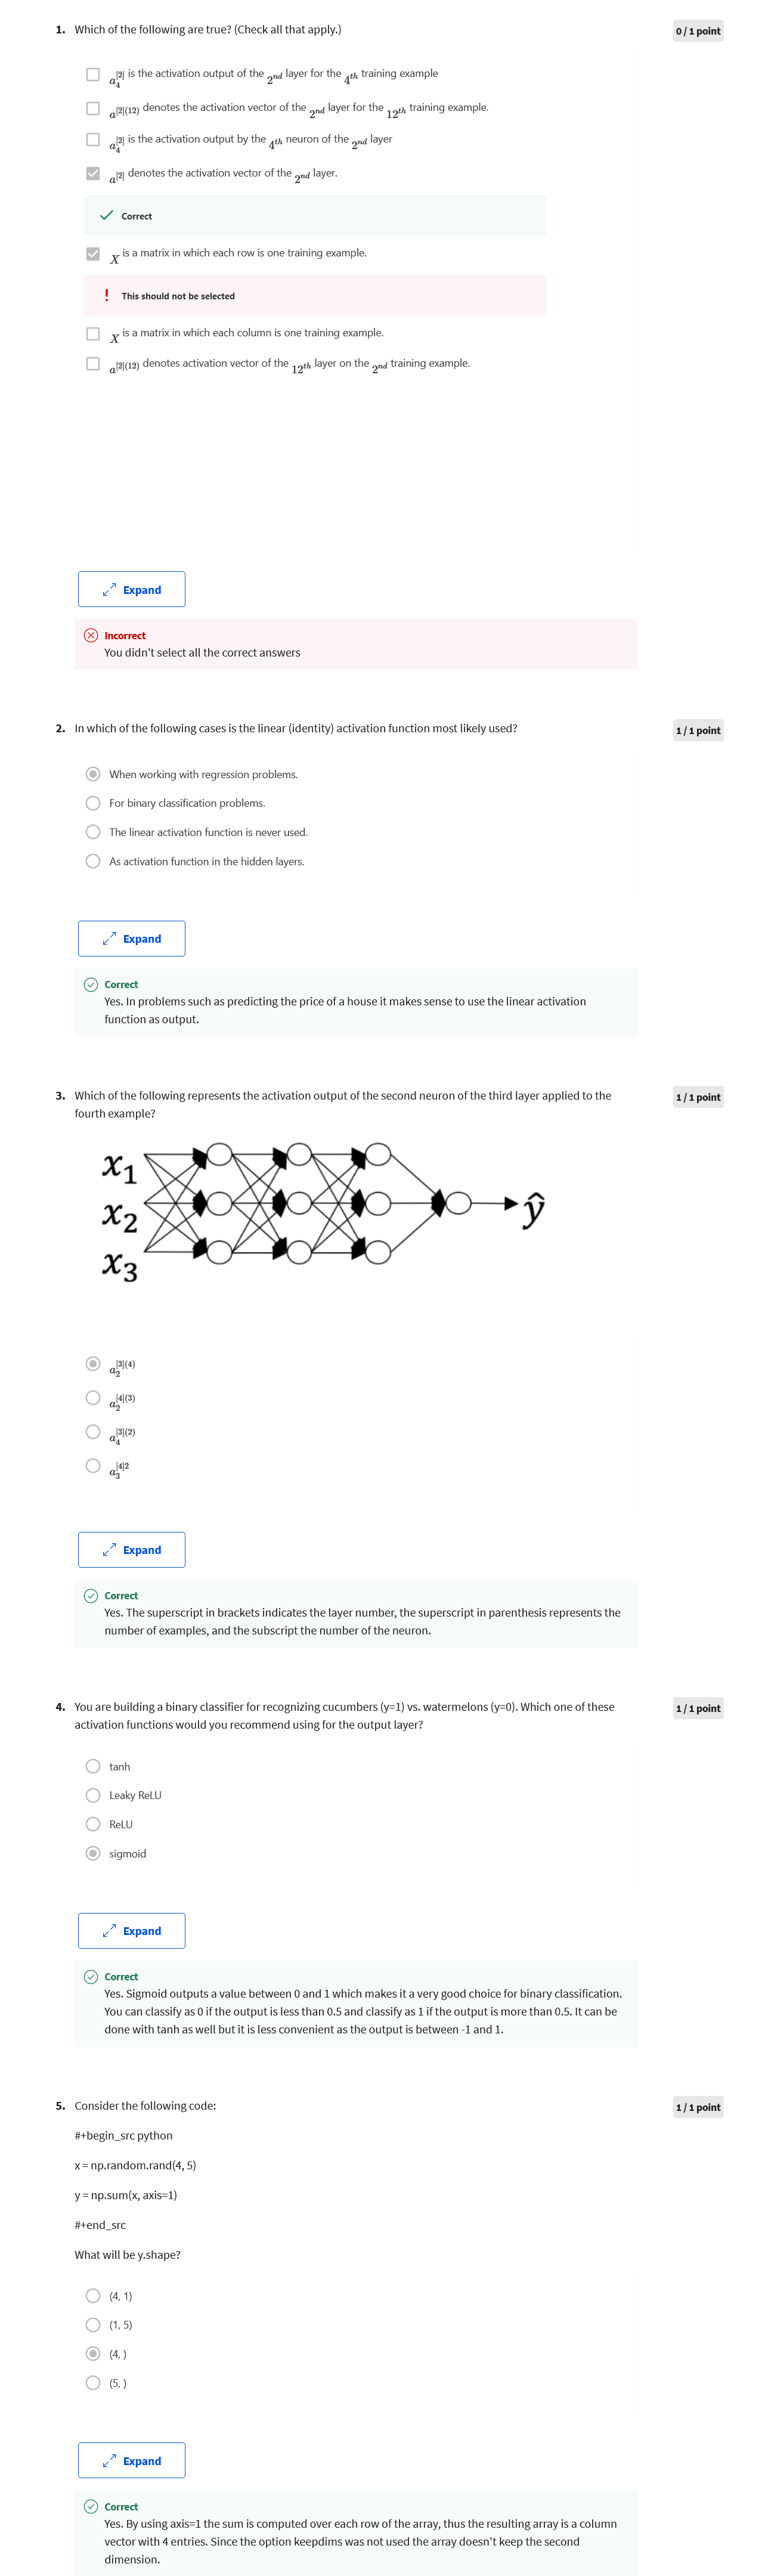 1. Which of the following are true? (Check all that apply.)
0 / 1 point
a₄^[2] is the activation output of the 2^nd layer for the 4^th training example
a^[2](12) denotes the activation vector of the 2^nd layer for the 12^th training example.
a₄^[2] is the activation output by the 4^th neuron of the 2^nd layer
a^[2] denotes the activation vector of the 2^nd layer.
Correct
X is a matrix in which each row is one training example.
! This should not be selected
X is a matrix in which each column is one training example.
a^[2](12) denotes activation vector of the 12^th layer on the 2^nd training example.
Expand
Incorrect
You didn't select all the correct answers
2. In which of the following cases is the linear (identity) activation function most likely used?
1 / 1 point
When working with regression problems.
For binary classification problems.
The linear activation function is never used.
As activation function in the hidden layers.
Expand
Correct
Yes. In problems such as predicting the price of a house it makes sense to use the linear activation
function as output.
3. Which of the following represents the activation output of the second neuron of the third layer applied to the
fourth example?
1 / 1 point
x₁
x₂
x₃
ŷ
a₂^[3](4)
a₂^[4](3)
a₄^[3](2)
a₃^[4]2
Expand
Correct
Yes. The superscript in brackets indicates the layer number, the superscript in parenthesis represents the
number of examples, and the subscript the number of the neuron.
4. You are building a binary classifier for recognizing cucumbers (y=1) vs. watermelons (y=0). Which one of these
activation functions would you recommend using for the output layer?
1 / 1 point
tanh
Leaky ReLU
ReLU
sigmoid
Expand
Correct
Yes. Sigmoid outputs a value between 0 and 1 which makes it a very good choice for binary classification.
You can classify as 0 if the output is less than 0.5 and classify as 1 if the output is more than 0.5. It can be
done with tanh as well but it is less convenient as the output is between -1 and 1.
5. Consider the following code:
1 / 1 point
#+begin_src python
x = np.random.rand(4, 5)
y = np.sum(x, axis=1)
#+end_src
What will be y.shape?
(4, 1)
(1, 5)
(4, )
(5, )
Expand
Correct
Yes. By using axis=1 the sum is computed over each row of the array, thus the resulting array is a column
vector with 4 entries. Since the option keepdims was not used the array doesn't keep the second
dimension.